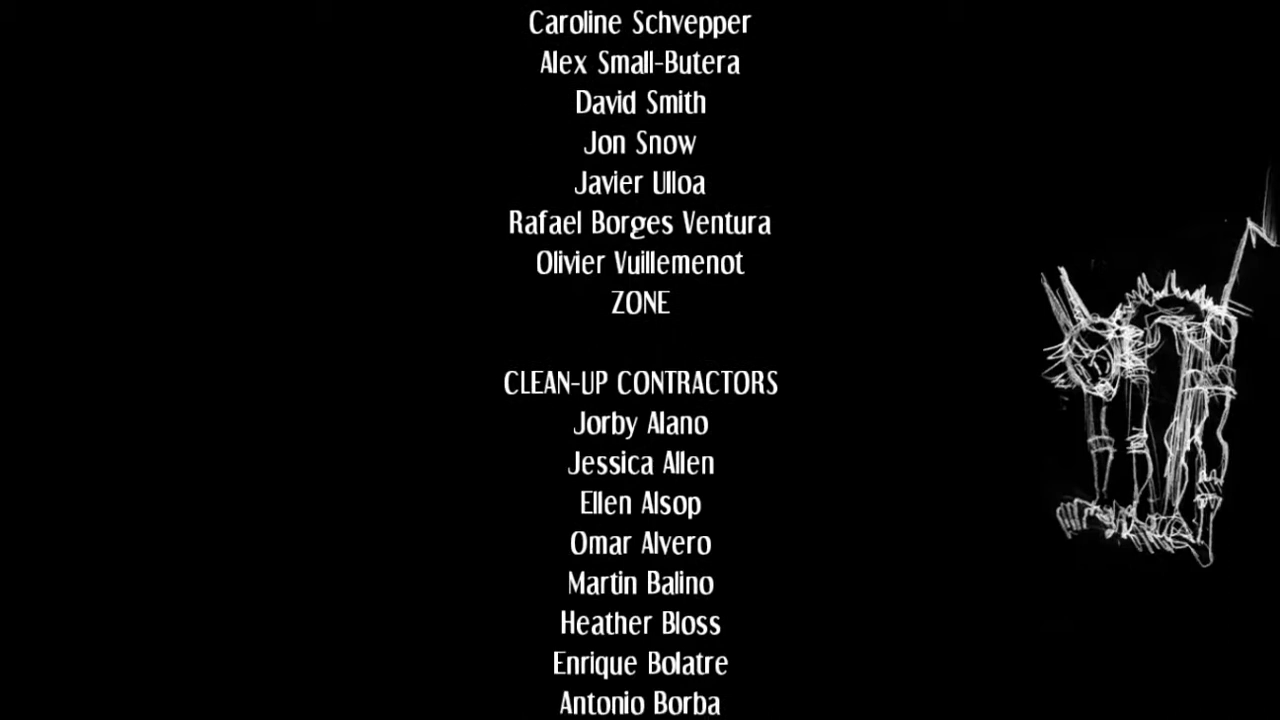 Caroline Schvepper
Alex Small-Butera
David Smith
Jon Snow
Javier Ulloa
Rafael Borges Ventura
Olivier Vuillemenot
ZONE
CLEAN-UP CONTRACTORS
Jorby Alano
Jessica Allen
Ellen Alsop
Omar Alvero
Martin Balino
Heather Bloss
Enrique Bolatre
Antonio Borba